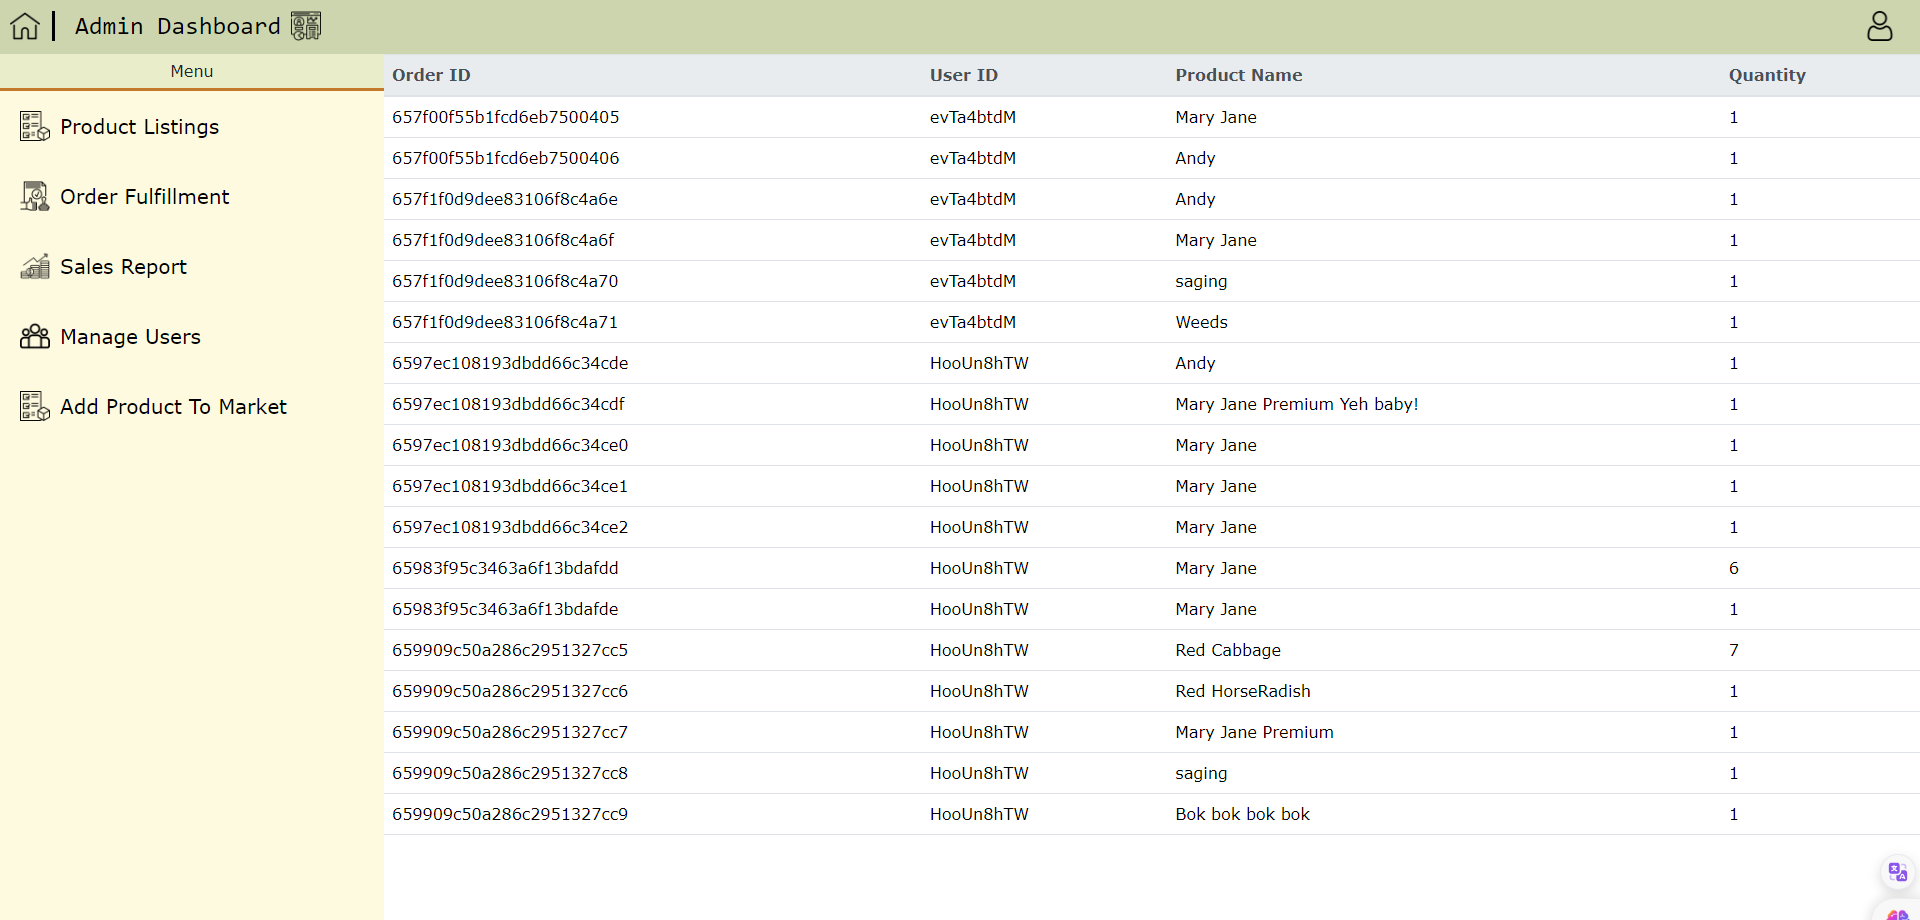 Admin Dashboard
Menu
Product Listings
Order Fulfillment
Sales Report
Manage Users
Add Product To Market
Order ID User ID Product Name Quantity
657f00f55b1fcd6eb7500405 evTa4btdM Mary Jane 1
657f00f55b1fcd6eb7500406 evTa4btdM Andy 1
657f1f0d9dee83106f8c4a6e evTa4btdM Andy 1
657f1f0d9dee83106f8c4a6f evTa4btdM Mary Jane 1
657f1f0d9dee83106f8c4a70 evTa4btdM saging 1
657f1f0d9dee83106f8c4a71 evTa4btdM Weeds 1
6597ec108193dbdd66c34cde HooUn8hTW Andy 1
6597ec108193dbdd66c34cdf HooUn8hTW Mary Jane Premium Yeh baby! 1
6597ec108193dbdd66c34ce0 HooUn8hTW Mary Jane 1
6597ec108193dbdd66c34ce1 HooUn8hTW Mary Jane 1
6597ec108193dbdd66c34ce2 HooUn8hTW Mary Jane 1
65983f95c3463a6f13bdafdd HooUn8hTW Mary Jane 6
65983f95c3463a6f13bdafde HooUn8hTW Mary Jane 1
659909c50a286c2951327cc5 HooUn8hTW Red Cabbage 7
659909c50a286c2951327cc6 HooUn8hTW Red HorseRadish 1
659909c50a286c2951327cc7 HooUn8hTW Mary Jane Premium 1
659909c50a286c2951327cc8 HooUn8hTW saging 1
659909c50a286c2951327cc9 HooUn8hTW Bok bok bok bok 1